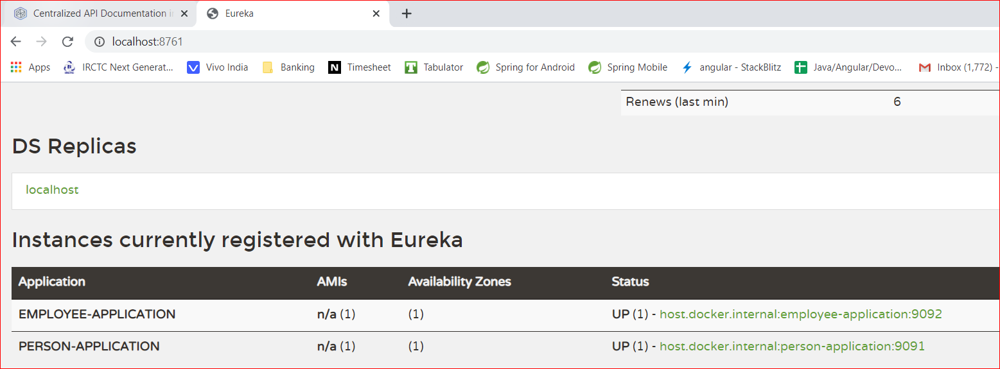 Centralized API Documentation i
Eureka
localhost:8761
Apps IRCTC Next Generat... Vivo India Banking Timesheet Tabulator Spring for Android Spring Mobile angular - StackBlitz Java/Angular/Devo... Inbox (1,772) -
Renews (last min) 6
DS Replicas
localhost
Instances currently registered with Eureka
Application AMIs Availability Zones Status
EMPLOYEE-APPLICATION n/a (1) (1) UP (1) - host.docker.internal:employee-application:9092
PERSON-APPLICATION n/a (1) (1) UP (1) - host.docker.internal:person-application:9091